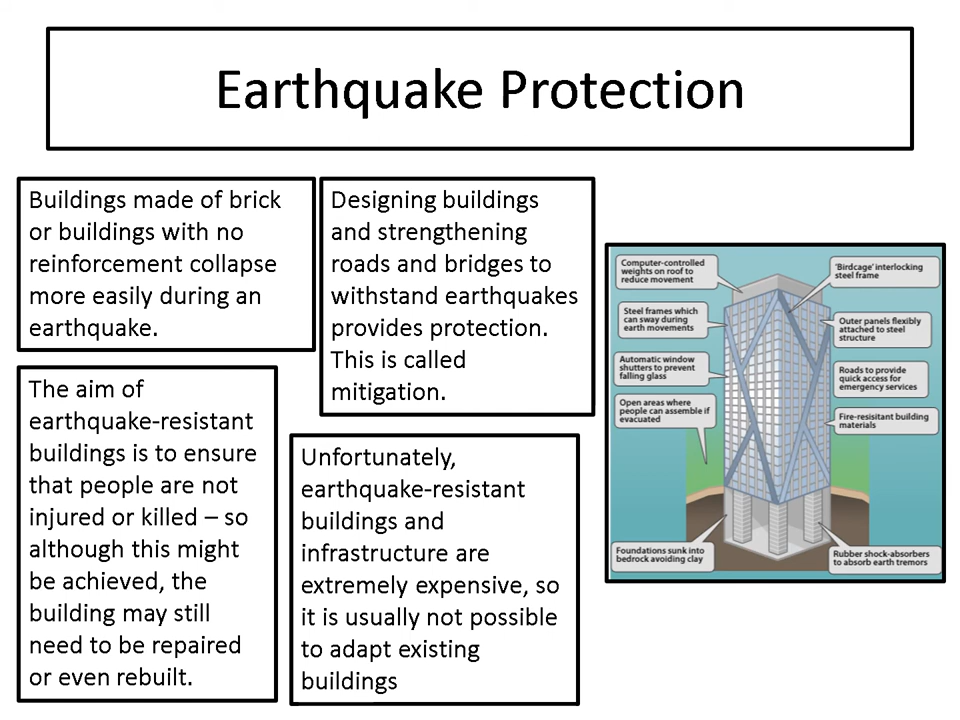 Earthquake Protection
Buildings made of brick
or buildings with no
reinforcement collapse
more easily during an
earthquake.
Designing buildings
and strengthening
roads and bridges to
withstand earthquakes
provides protection.
This is called
mitigation.
The aim of
earthquake-resistant
buildings is to ensure
that people are not
injured or killed – so
although this might
be achieved, the
building may still
need to be repaired
or even rebuilt.
Unfortunately,
earthquake-resistant
buildings and
infrastructure are
extremely expensive, so
it is usually not possible
to adapt existing
buildings
Computer-controlled
weights on roof to
reduce movement
Steel frames which
can sway during
earth movements
Automatic window
shutters to prevent
falling glass
Open areas where
people can assemble if
evacuated
Foundations sunk into
bedrock avoiding clay
'Birdcage' interlocking
steel frame
Outer panels flexibly
attached to steel
structure
Roads to provide
quick access for
emergency services
Fire-resisitant building
materials
Rubber shock-absorbers
to absorb earth tremors